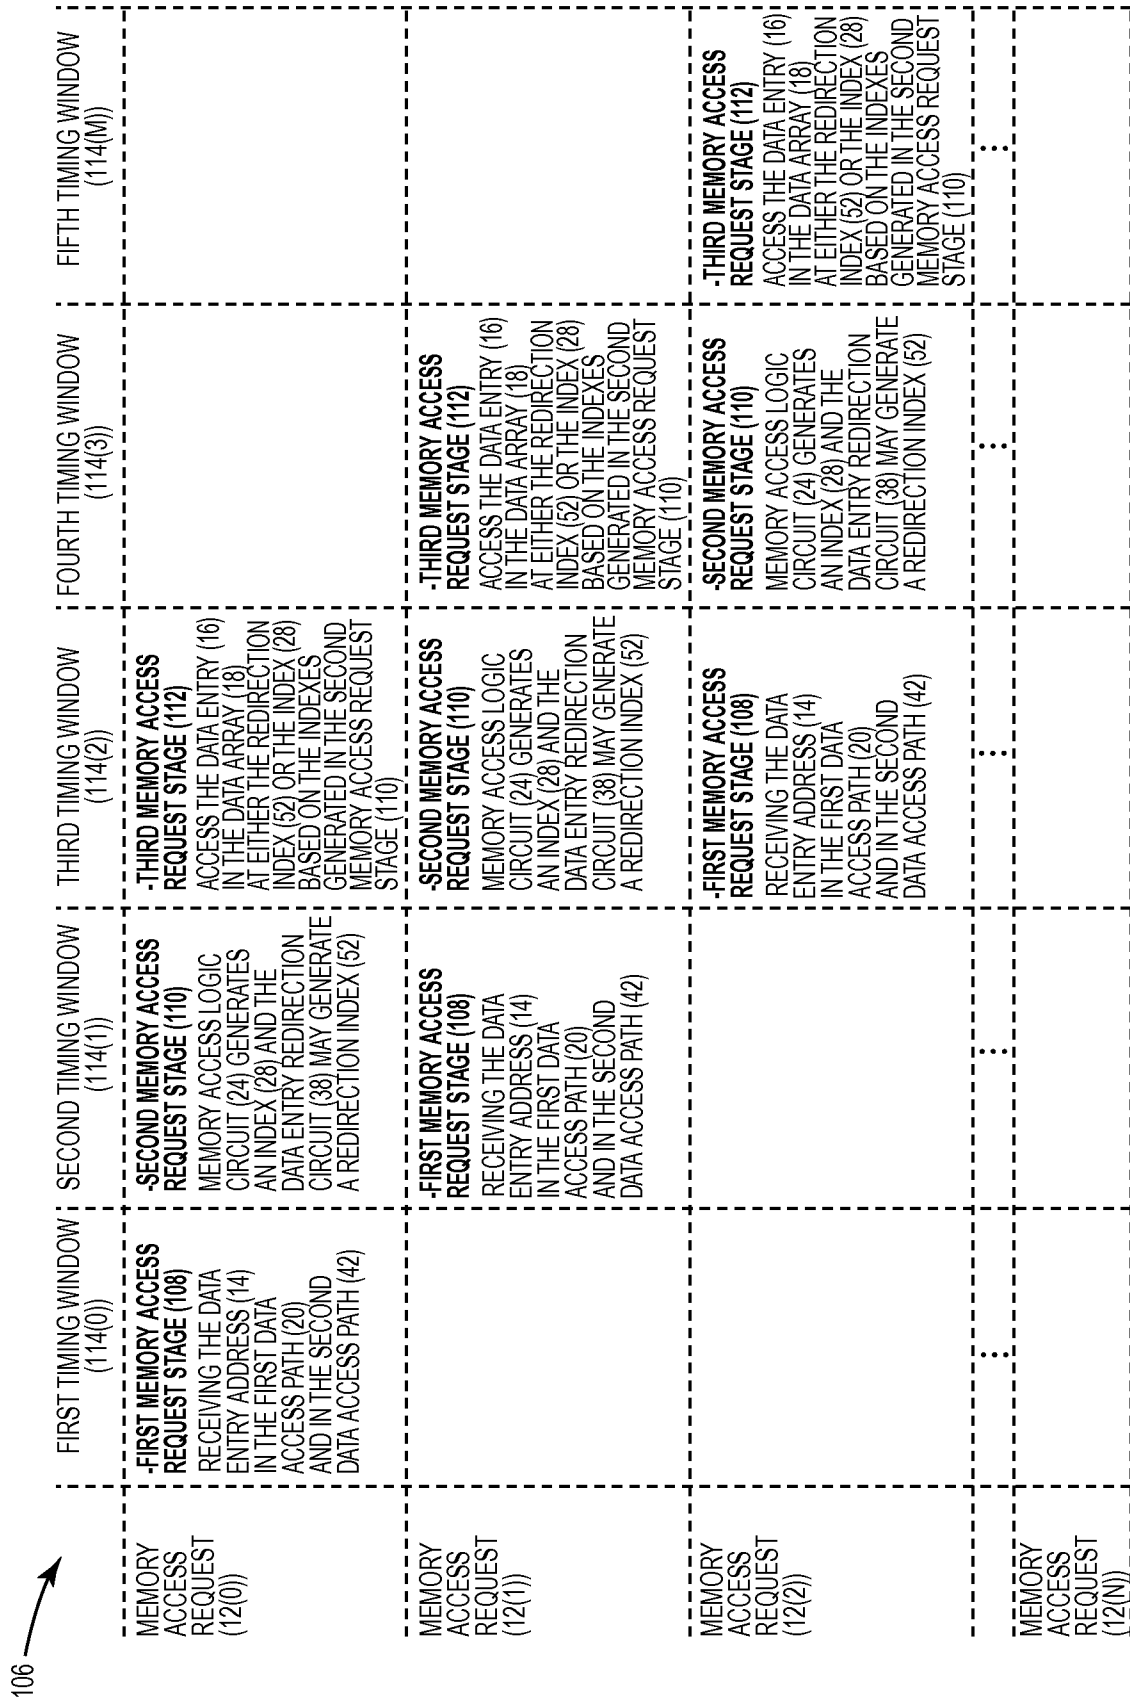 106
FIRST TIMING WINDOW
(114(0))
SECOND TIMING WINDOW
(114(1))
THIRD TIMING WINDOW
(114(2))
FOURTH TIMING WINDOW
(114(3))
FIFTH TIMING WINDOW
(114(M))
MEMORY
ACCESS
REQUEST
(12(0))
-FIRST MEMORY ACCESS
REQUEST STAGE (108)
RECEIVING THE DATA
ENTRY ADDRESS (14)
IN THE FIRST DATA
ACCESS PATH (20)
AND IN THE SECOND
DATA ACCESS PATH (42)
-SECOND MEMORY ACCESS
REQUEST STAGE (110)
MEMORY ACCESS LOGIC
CIRCUIT (24) GENERATES
AN INDEX (28) AND THE
DATA ENTRY REDIRECTION
CIRCUIT (38) MAY GENERATE
A REDIRECTION INDEX (52)
-THIRD MEMORY ACCESS
REQUEST STAGE (112)
ACCESS THE DATA ENTRY (16)
IN THE DATA ARRAY (18)
AT EITHER THE REDIRECTION
INDEX (52) OR THE INDEX (28)
BASED ON THE INDEXES
GENERATED IN THE SECOND
MEMORY ACCESS REQUEST
STAGE (110)
MEMORY
ACCESS
REQUEST
(12(1))
-FIRST MEMORY ACCESS
REQUEST STAGE (108)
RECEIVING THE DATA
ENTRY ADDRESS (14)
IN THE FIRST DATA
ACCESS PATH (20)
AND IN THE SECOND
DATA ACCESS PATH (42)
-SECOND MEMORY ACCESS
REQUEST STAGE (110)
MEMORY ACCESS LOGIC
CIRCUIT (24) GENERATES
AN INDEX (28) AND THE
DATA ENTRY REDIRECTION
CIRCUIT (38) MAY GENERATE
A REDIRECTION INDEX (52)
-THIRD MEMORY ACCESS
REQUEST STAGE (112)
ACCESS THE DATA ENTRY (16)
IN THE DATA ARRAY (18)
AT EITHER THE REDIRECTION
INDEX (52) OR THE INDEX (28)
BASED ON THE INDEXES
GENERATED IN THE SECOND
MEMORY ACCESS REQUEST
STAGE (110)
MEMORY
ACCESS
REQUEST
(12(2))
-FIRST MEMORY ACCESS
REQUEST STAGE (108)
RECEIVING THE DATA
ENTRY ADDRESS (14)
IN THE FIRST DATA
ACCESS PATH (20)
AND IN THE SECOND
DATA ACCESS PATH (42)
-SECOND MEMORY ACCESS
REQUEST STAGE (110)
MEMORY ACCESS LOGIC
CIRCUIT (24) GENERATES
AN INDEX (28) AND THE
DATA ENTRY REDIRECTION
CIRCUIT (38) MAY GENERATE
A REDIRECTION INDEX (52)
-THIRD MEMORY ACCESS
REQUEST STAGE (112)
ACCESS THE DATA ENTRY (16)
IN THE DATA ARRAY (18)
AT EITHER THE REDIRECTION
INDEX (52) OR THE INDEX (28)
BASED ON THE INDEXES
GENERATED IN THE SECOND
MEMORY ACCESS REQUEST
STAGE (110)
MEMORY
ACCESS
REQUEST
(12(N))